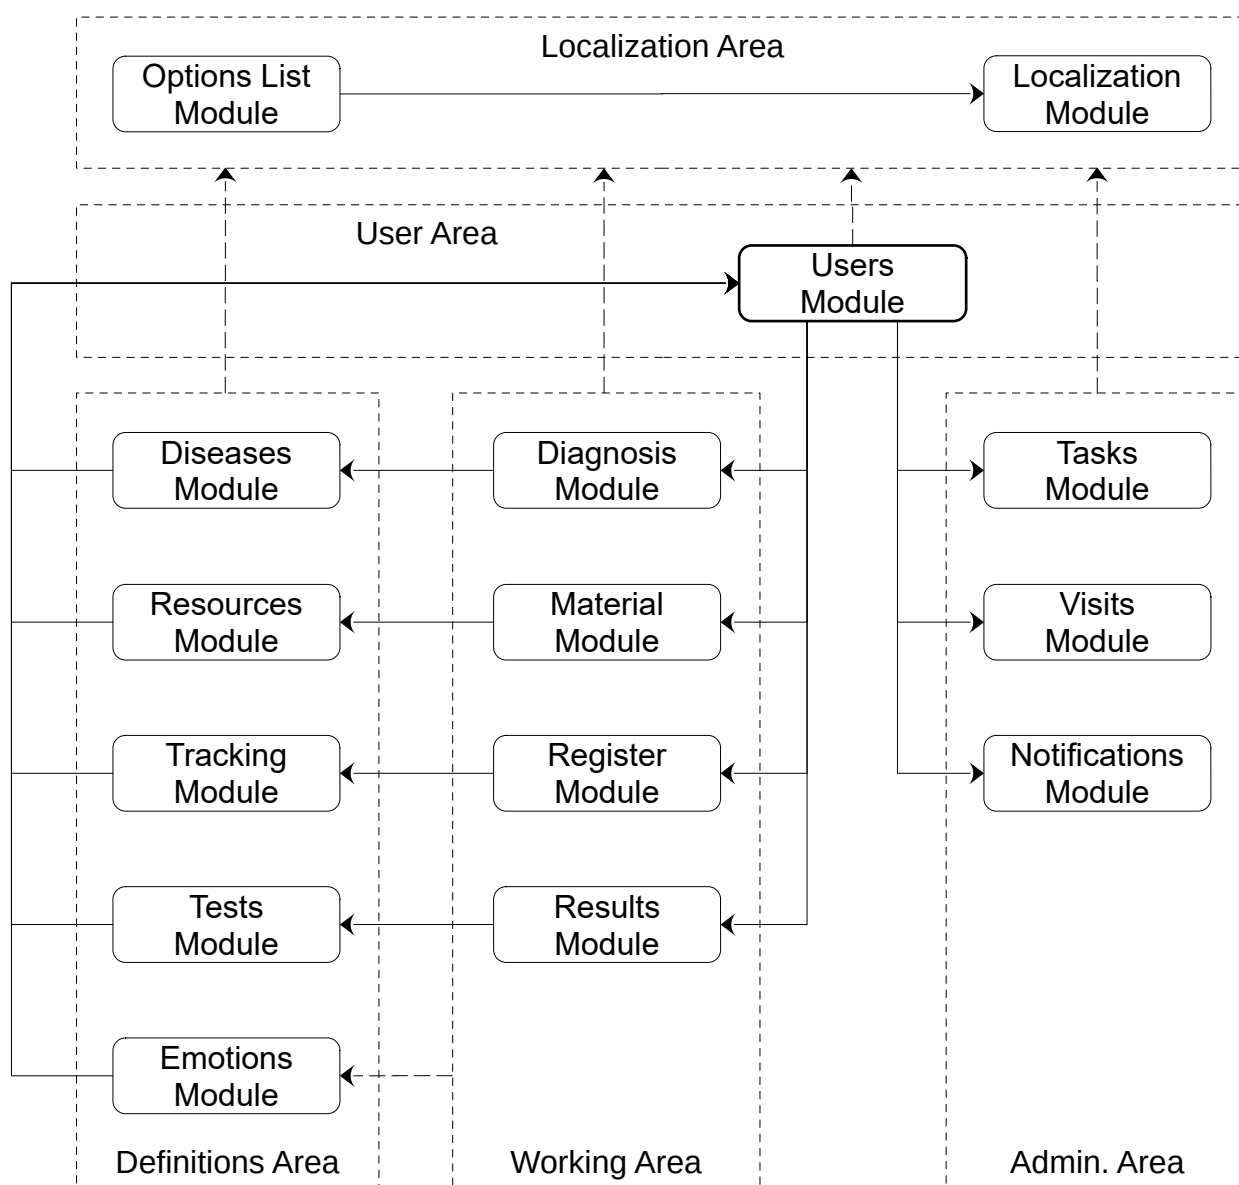 Localization Area
Options List
Module
Localization
Module
User Area
Users
Module
Diseases
Module
Diagnosis
Module
Tasks
Module
Resources
Module
Material
Module
Visits
Module
Tracking
Module
Register
Module
Notifications
Module
Tests
Module
Results
Module
Emotions
Module
Definitions Area
Working Area
Admin. Area